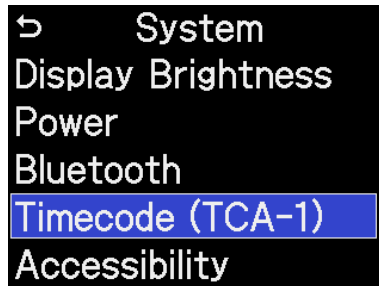 System
Display Brightness
Power
Bluetooth
Timecode (TCA-1)
Accessibility